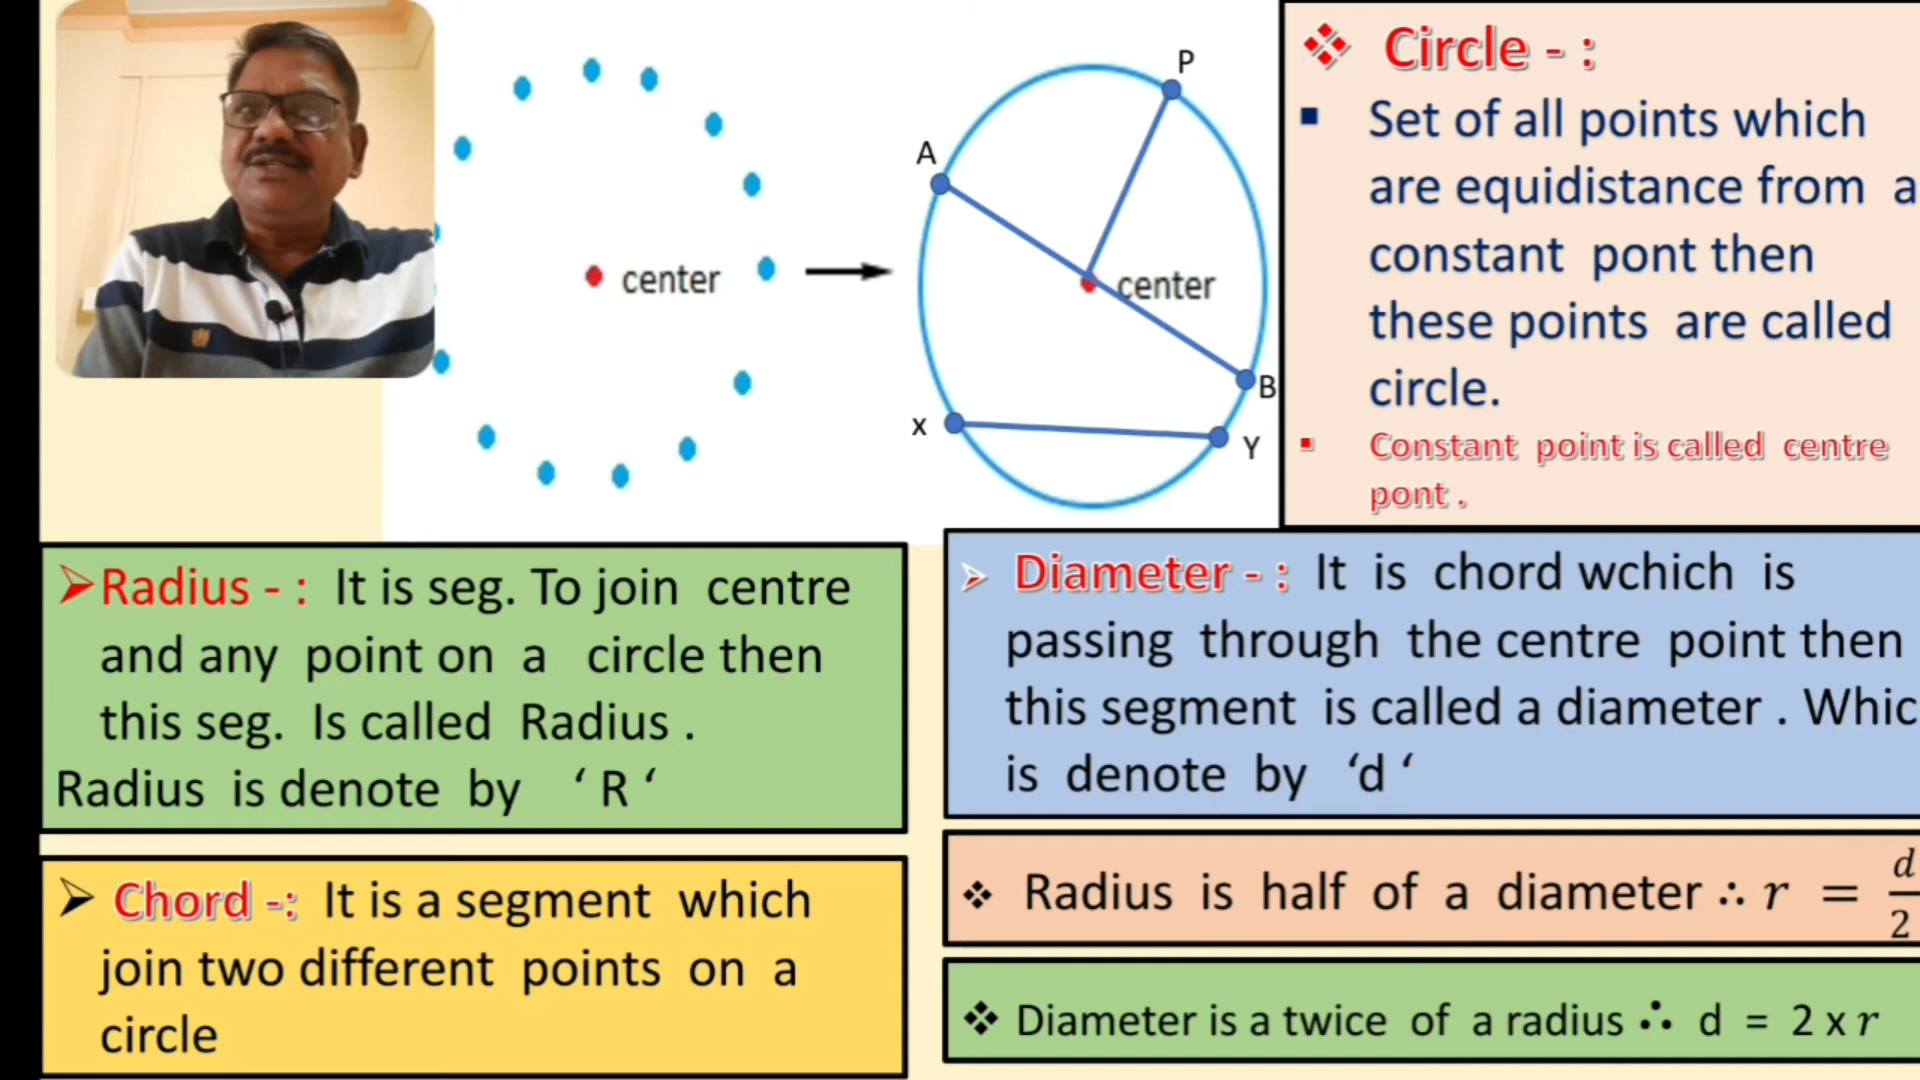 center
P
A
center
B
x
Y
❖ Circle - :
▪ Set of all points which
are equidistance from a
constant pont then
these points are called
circle.
▪ Constant point is called centre
pont .
➢Radius - : It is seg. To join centre
and any point on a circle then
this seg. Is called Radius .
Radius is denote by ‘ R ‘
➢ Chord -: It is a segment which
join two different points on a
circle
➢ Diameter - : It is chord wchich is
passing through the centre point then
this segment is called a diameter . Whic
is denote by ‘d ‘
❖ Radius is half of a diameter ∴ r = d/2
❖ Diameter is a twice of a radius ∴ d = 2 x r